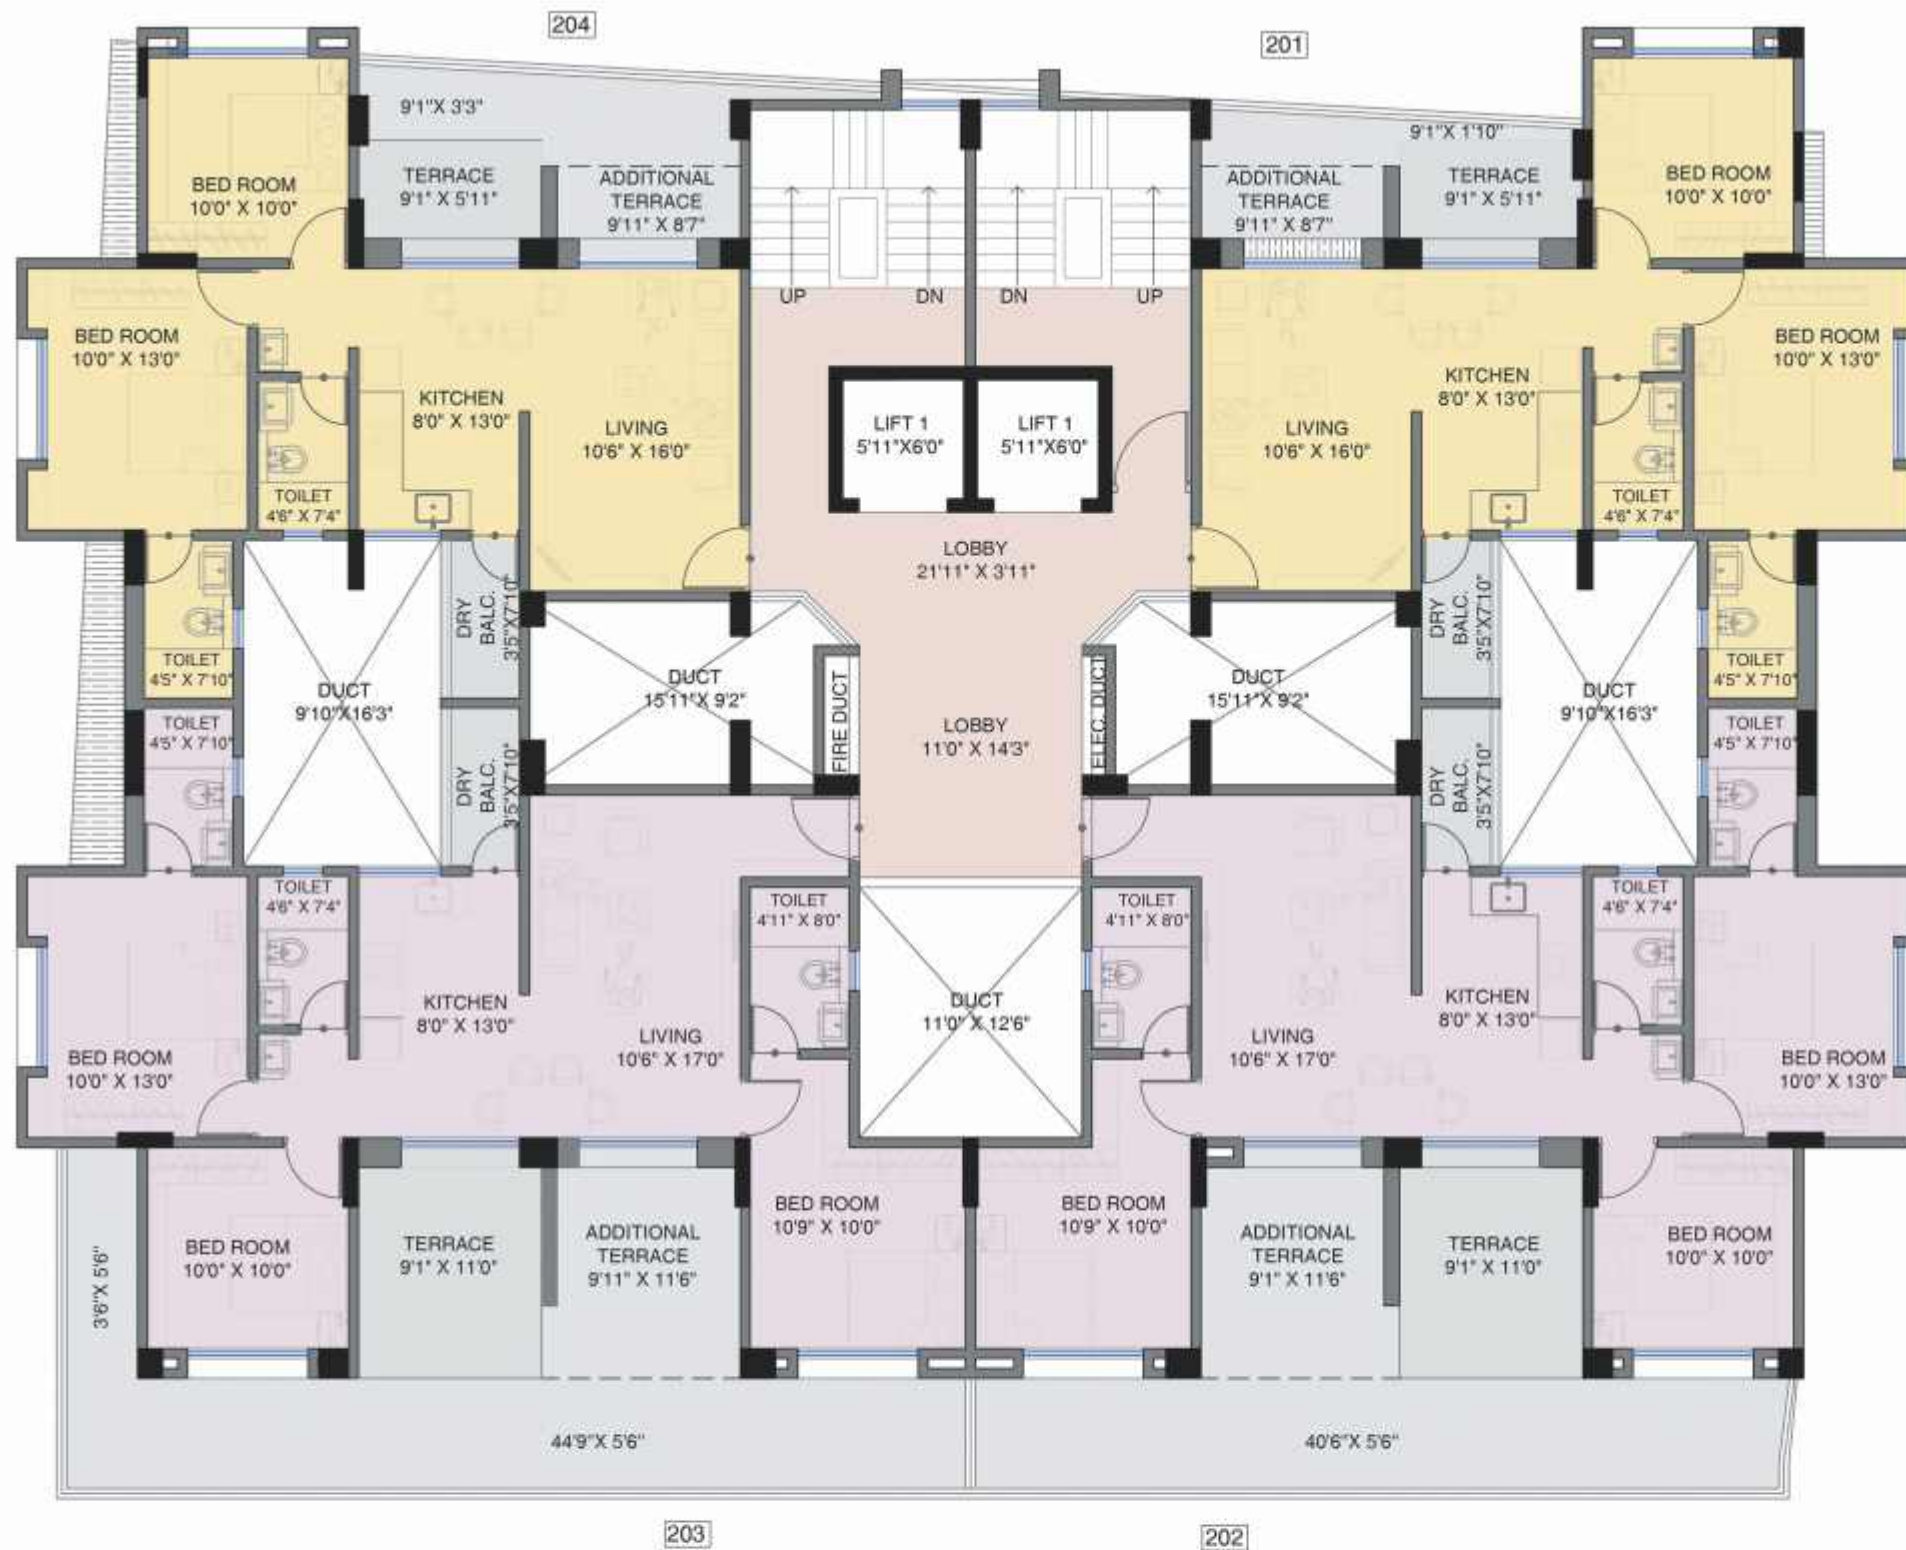 204
201
9'1"X 3'3"
9'1"X 1'10"
TERRACE
9'1" X 5'11"
ADDITIONAL
TERRACE
9'11" X 8'7"
ADDITIONAL
TERRACE
9'11" X 8'7"
TERRACE
9'1" X 5'11"
BED ROOM
10'0" X 10'0"
BED ROOM
10'0" X 10'0"
UP
DN
DN
UP
BED ROOM
10'0" X 13'0"
BED ROOM
10'0" X 13'0"
KITCHEN
8'0" X 13'0"
LIVING
10'6" X 16'0"
LIFT 1
5'11"X6'0"
LIFT 1
5'11"X6'0"
LIVING
10'6" X 16'0"
KITCHEN
8'0" X 13'0"
TOILET
4'6" X 7'4"
TOILET
4'6" X 7'4"
LOBBY
21'11" X 3'11"
DRY
BALC.
3'5"X7'10"
DRY
BALC.
3'5"X7'10"
TOILET
4'5" X 7'10"
TOILET
4'5" X 7'10"
DUCT
9'10"X16'3"
DUCT
15'11"X 9'2"
FIRE DUCT
LOBBY
11'0" X 14'3"
ELEC. DUCT
DUCT
15'11"X 9'2"
DUCT
9'10"X16'3"
TOILET
4'5" X 7'10"
TOILET
4'5" X 7'10"
DRY
BALC.
3'5"X7'10"
DRY
BALC.
3'5"X7'10"
TOILET
4'6" X 7'4"
TOILET
4'11" X 8'0"
TOILET
4'11" X 8'0"
TOILET
4'6" X 7'4"
KITCHEN
8'0" X 13'0"
LIVING
10'6" X 17'0"
DUCT
11'0" X 12'6"
LIVING
10'6" X 17'0"
KITCHEN
8'0" X 13'0"
BED ROOM
10'0" X 13'0"
BED ROOM
10'0" X 13'0"
BED ROOM
10'0" X 10'0"
TERRACE
9'1" X 11'0"
ADDITIONAL
TERRACE
9'11" X 11'6"
BED ROOM
10'9" X 10'0"
BED ROOM
10'9" X 10'0"
ADDITIONAL
TERRACE
9'1" X 11'6"
TERRACE
9'1" X 11'0"
BED ROOM
10'0" X 10'0"
3'6"X 5'6"
44'9"X 5'6"
40'6"X 5'6"
203
202